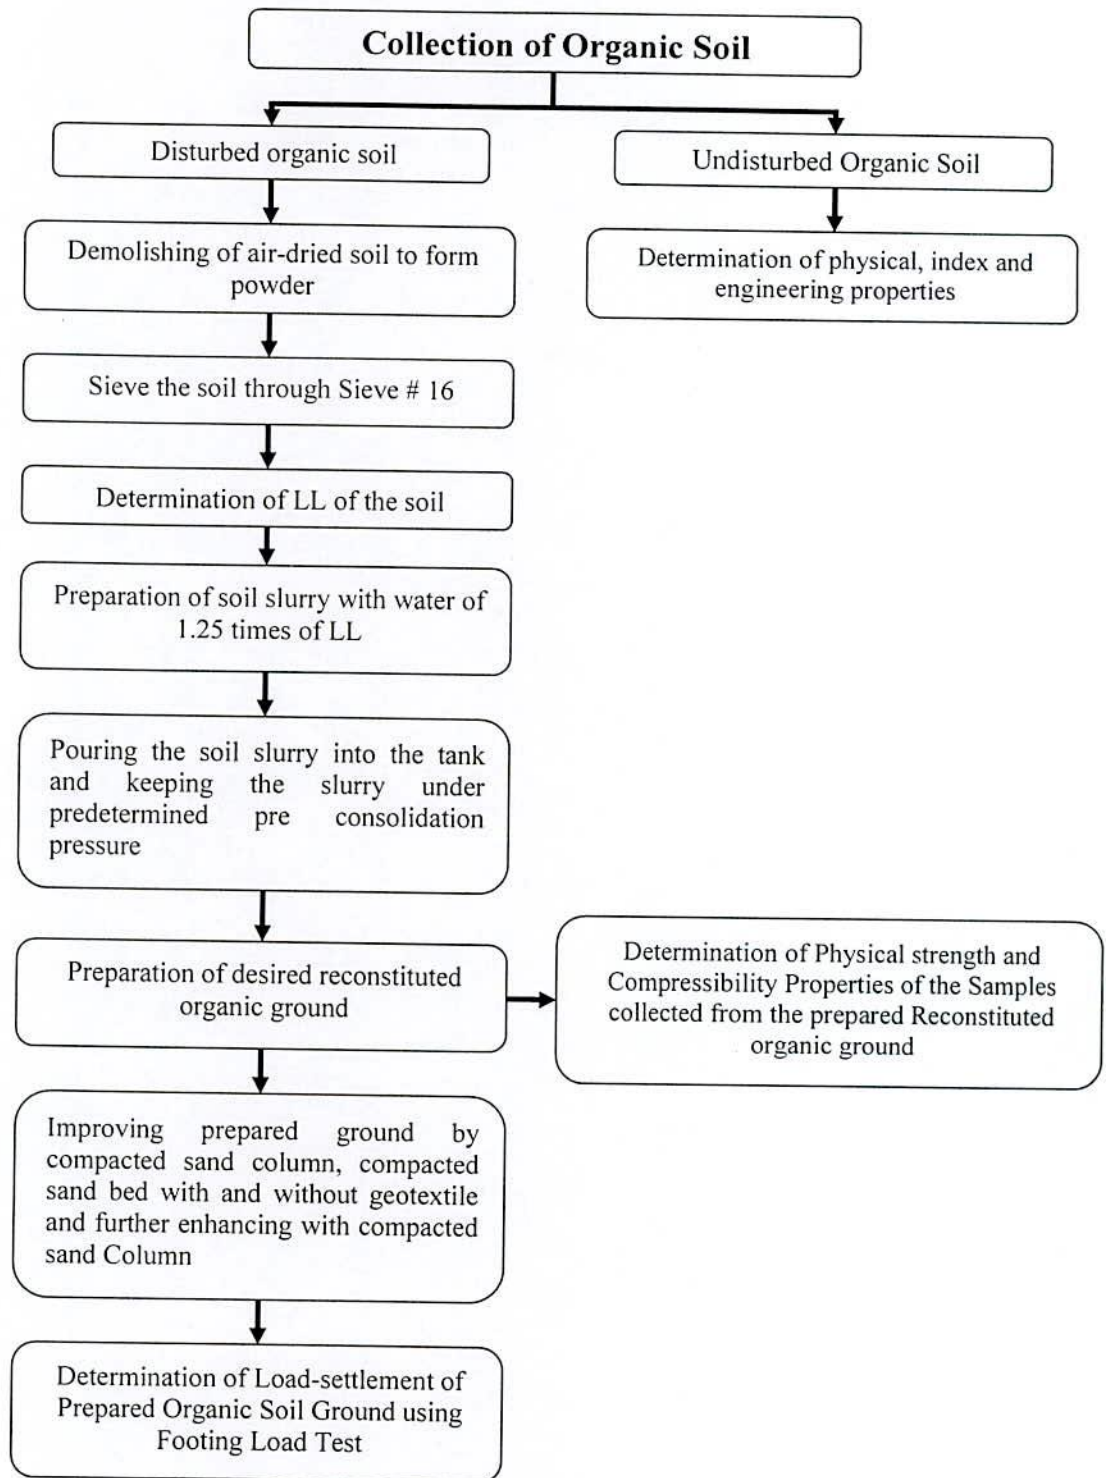 Collection of Organic Soil
Disturbed organic soil
Undisturbed Organic Soil
Demolishing of air-dried soil to form
powder
Determination of physical, index and
engineering properties
Sieve the soil through Sieve # 16
Determination of LL of the soil
Preparation of soil slurry with water of
1.25 times of LL
Pouring the soil slurry into the tank
and keeping the slurry under
predetermined pre consolidation
pressure
Preparation of desired reconstituted
organic ground
Determination of Physical strength and
Compressibility Properties of the Samples
collected from the prepared Reconstituted
organic ground
Improving prepared ground by
compacted sand column, compacted
sand bed with and without geotextile
and further enhancing with compacted
sand Column
Determination of Load-settlement of
Prepared Organic Soil Ground using
Footing Load Test